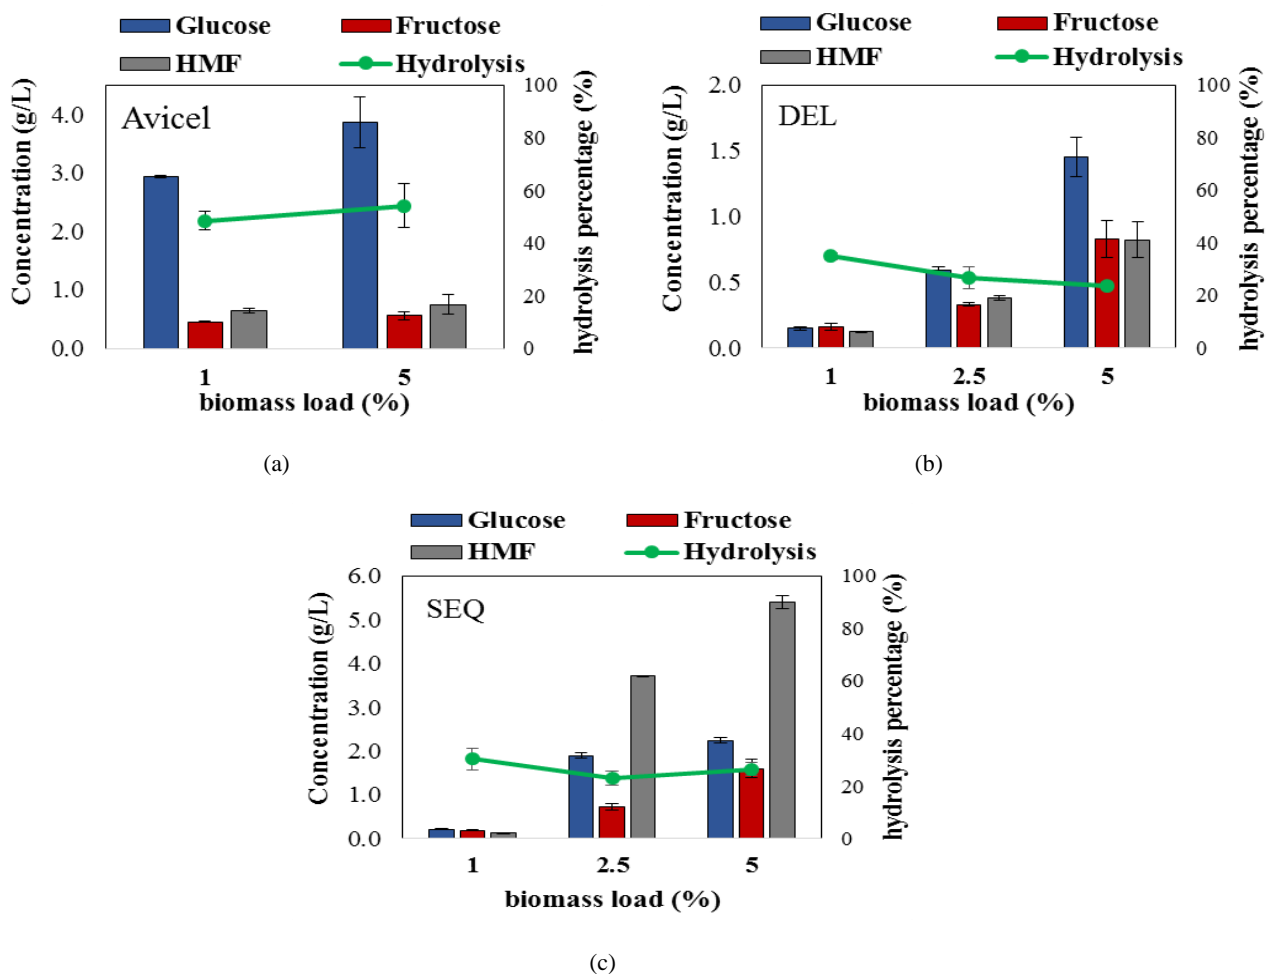 Glucose Fructose
HMF Hydrolysis
Concentration (g/L)
4.0
3.0
2.0
1.0
0.0
Avicel
100
80
60
40
20
0
hydrolysis percentage (%)
1 5
biomass load (%)
(a)
Glucose Fructose
HMF Hydrolysis
Concentration (g/L)
2.0
1.5
1.0
0.5
0.0
DEL
100
80
60
40
20
0
hydrolysis percentage (%)
1 2.5 5
biomass load (%)
(b)
Glucose Fructose
HMF Hydrolysis
Concentration (g/L)
6.0
5.0
4.0
3.0
2.0
1.0
0.0
SEQ
100
80
60
40
20
0
hydrolysis percentage (%)
1 2.5 5
biomass load (%)
(c)